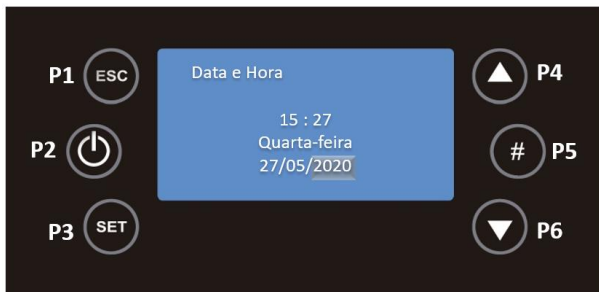 P1 ESC
P2
P3 SET
Data e Hora
15 : 27
Quarta-feira
27/05/2020
P4
# P5
P6